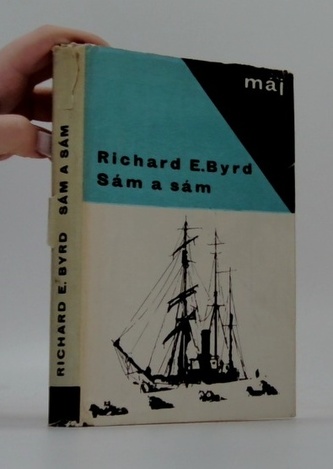 máj
Richard E. Byrd
Sám a sám
RICHARD E. BYRD SÁM A SÁM